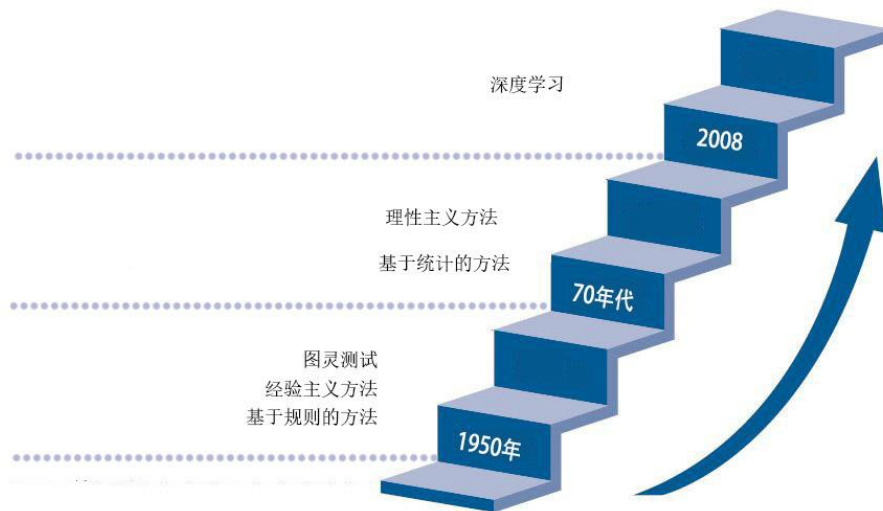 深度学习
2008
理性主义方法
基于统计的方法
70年代
图灵测试
经验主义方法
基于规则的方法
1950年